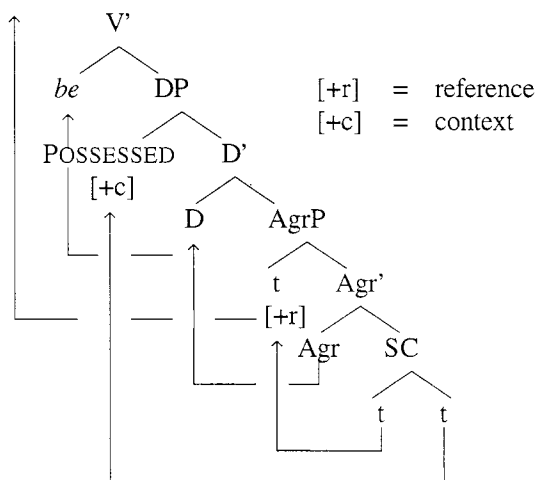 V'
be DP
[+r] = reference
[+c] = context
POSSESSED D'
[+c]
D AgrP
t Agr'
[+r]
Agr SC
t t